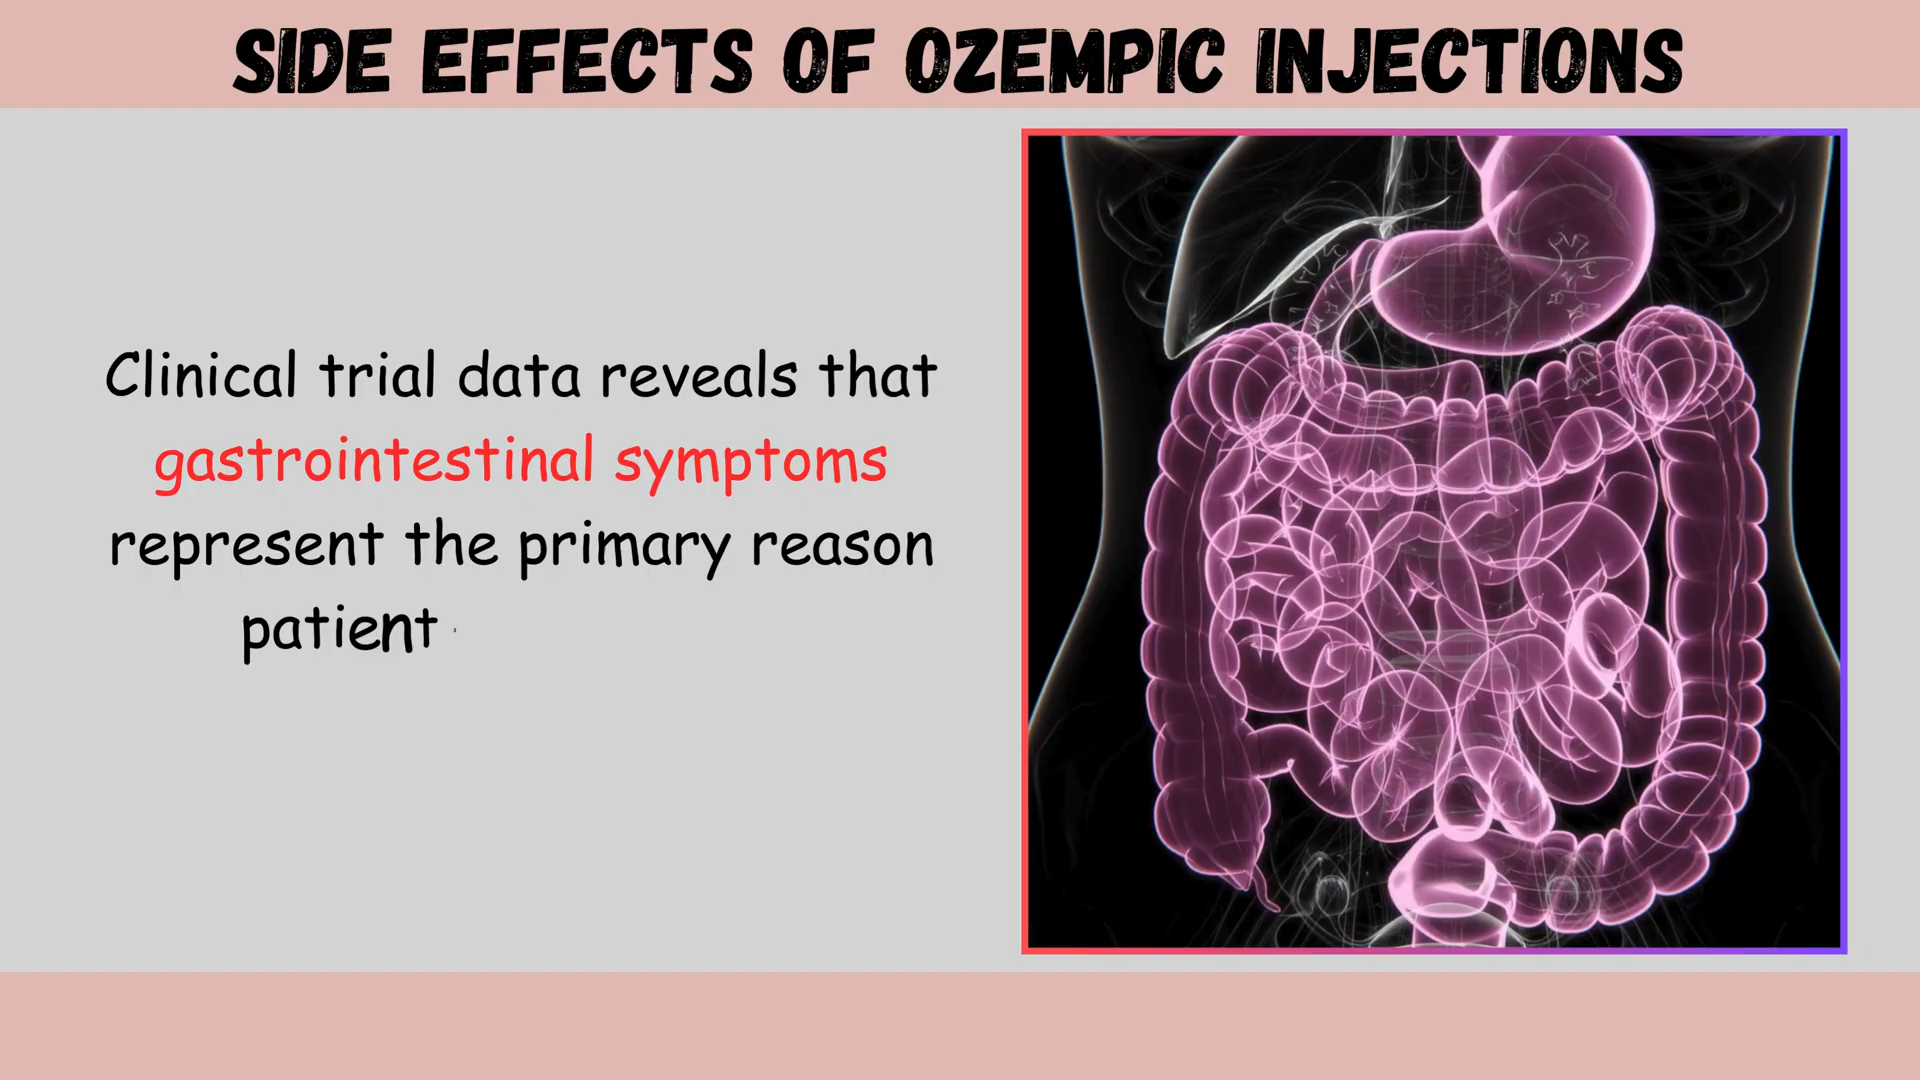 SIDE EFFECTS OF OZEMPIC INJECTIONS
Clinical trial data reveals that
gastrointestinal symptoms
represent the primary reason
patient